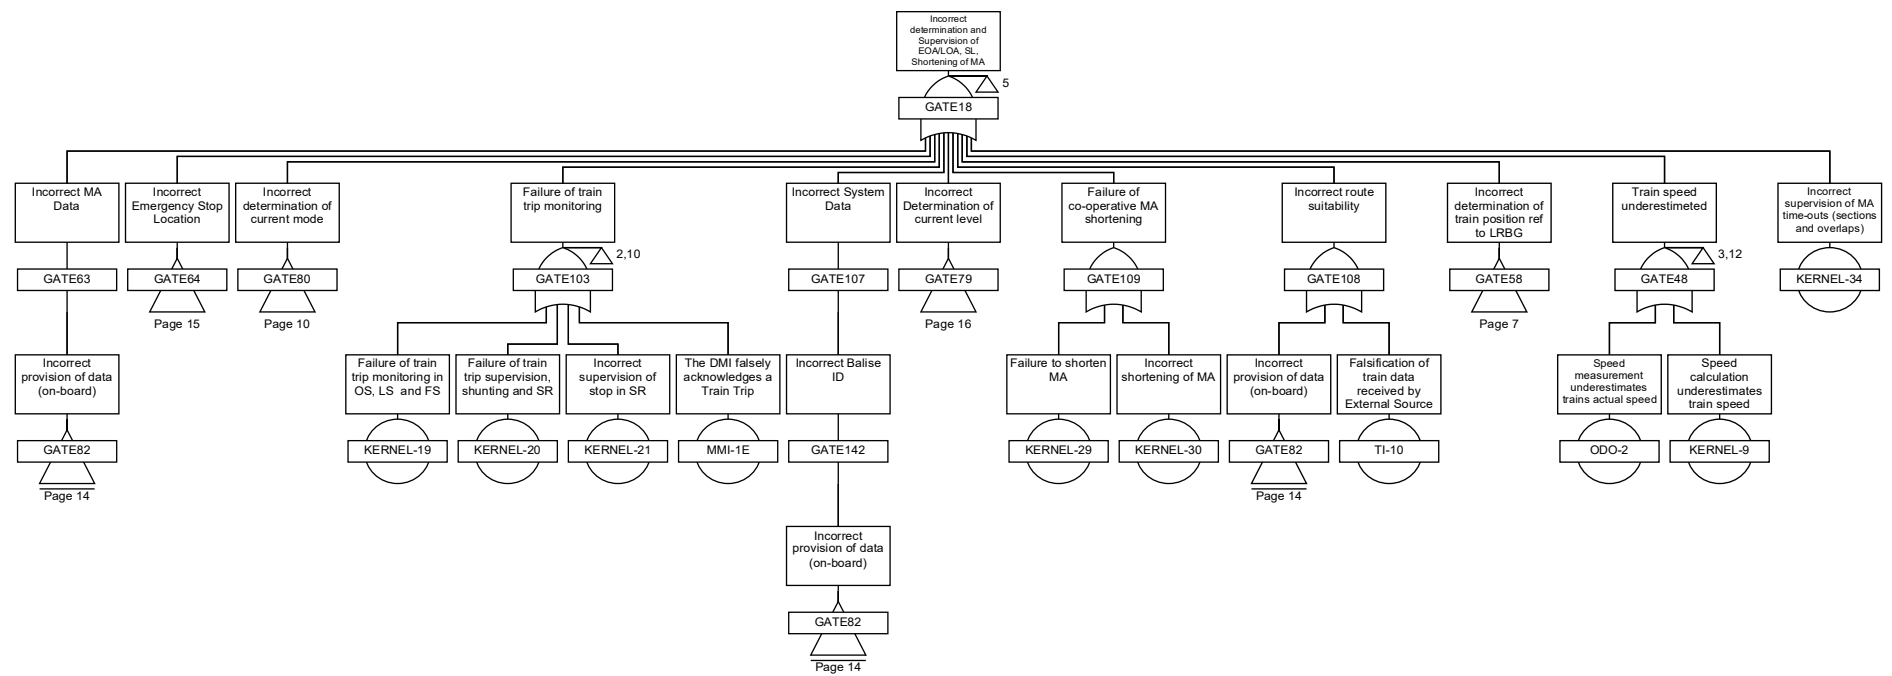 Incorrect
determination and
Supervision of
EOA/LOA, SL,
Shortening of MA
5
GATE18
Incorrect MA
Data
GATE63
Incorrect
Emergency Stop
Location
GATE64
Page 15
Incorrect
determination of
current mode
GATE80
Page 10
Failure of train
trip monitoring
2,10
GATE103
Incorrect System
Data
GATE107
Incorrect
Determination of
current level
GATE79
Page 16
Failure of
co-operative MA
shortening
GATE109
Incorrect route
suitability
GATE108
Incorrect
determination of
train position ref
to LRBG
GATE58
Page 7
Train speed
underestimeted
3,12
GATE48
Incorrect
supervision of MA
time-outs (sections
and overlaps)
KERNEL-34
Incorrect
provision of data
(on-board)
GATE82
Page 14
Failure of train
trip monitoring in
OS, LS and FS
KERNEL-19
Failure of train
trip supervision,
shunting and SR
KERNEL-20
Incorrect
supervision of
stop in SR
KERNEL-21
The DMI falsely
acknowledges a
Train Trip
MMI-1E
Incorrect Balise
ID
GATE142
Failure to shorten
MA
KERNEL-29
Incorrect
shortening of MA
KERNEL-30
Incorrect
provision of data
(on-board)
GATE82
Page 14
Falsification of
train data
received by
External Source
TI-10
Speed
measurement
underestimates
trains actual speed
ODO-2
Speed
calculation
underestimates
train speed
KERNEL-9
Incorrect
provision of data
(on-board)
GATE82
Page 14